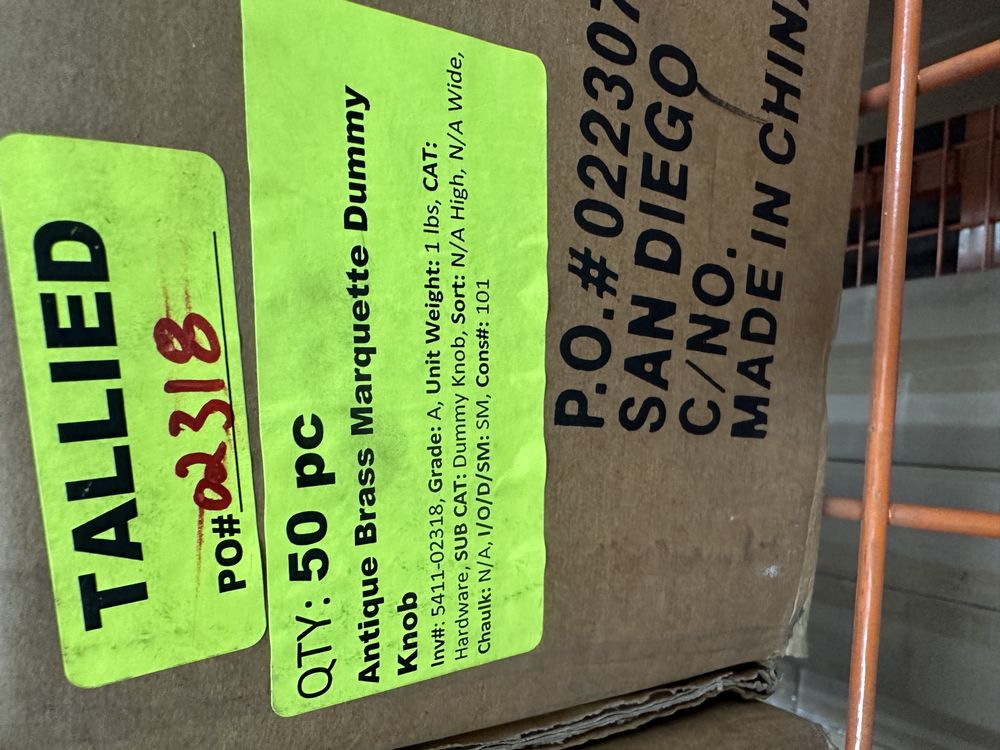 TALLIED
PO# 02318
QTY: 50 pc
Antique Brass Marquette Dummy
Knob
Inv#: 5411-02318, Grade: A, Unit Weight: 1 lbs, CAT:
Hardware, SUB CAT: Dummy Knob, Sort: N/A High, N/A Wide,
Chaulk: N/A, I/O/D/SM: SM, Cons#: 101
P.O.#022307
SAN DIEGO
C/NO.
MADE IN CHINA